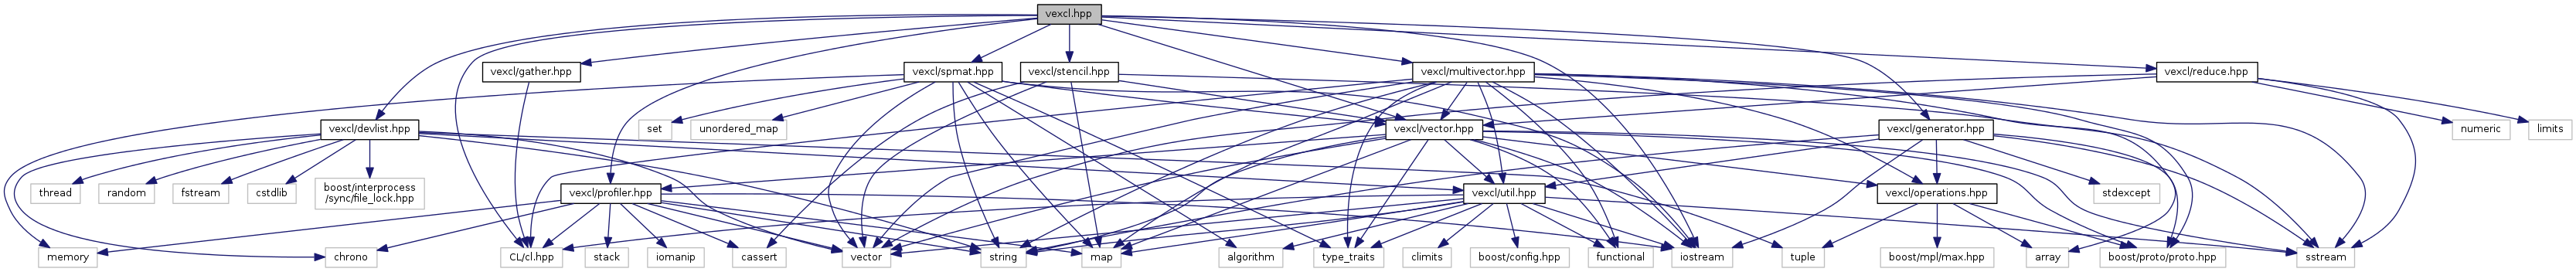 vexcl.hpp
vexcl/gather.hpp
vexcl/spmat.hpp
vexcl/stencil.hpp
vexcl/multivector.hpp
vexcl/reduce.hpp
vexcl/devlist.hpp
set
unordered_map
vexcl/vector.hpp
vexcl/generator.hpp
numeric
limits
thread
random
fstream
cstdlib
boost/interprocess
/sync/file_lock.hpp
vexcl/profiler.hpp
vexcl/util.hpp
vexcl/operations.hpp
stdexcept
memory
chrono
CL/cl.hpp
stack
iomanip
cassert
vector
string
map
algorithm
type_traits
climits
boost/config.hpp
functional
iostream
tuple
boost/mpl/max.hpp
array
boost/proto/proto.hpp
sstream